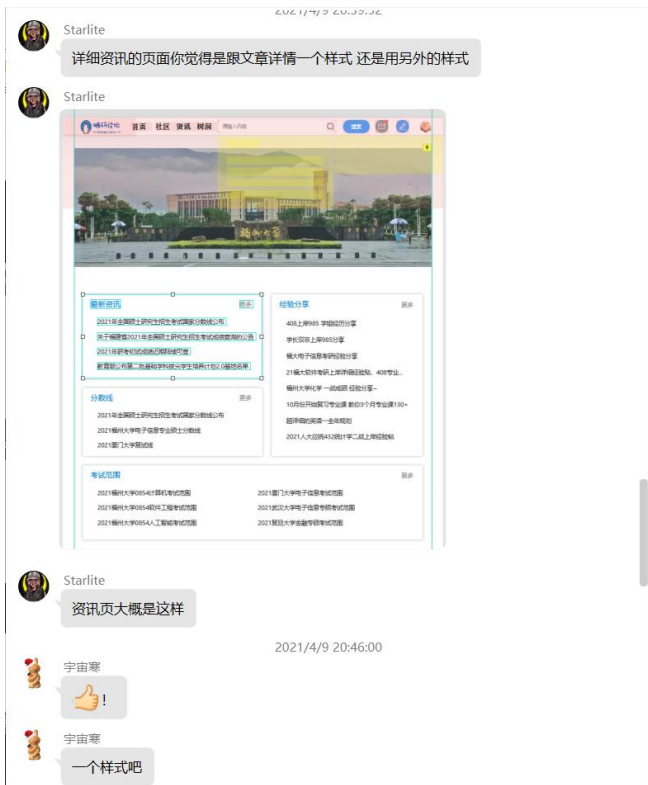 2021/4/9 20:39:52
Starlite
详细资讯的页面你觉得是跟文章详情一个样式 还是用另外的样式
Starlite
首页 社区 资讯 树洞 请输入内容
福州大学
最新资讯 更多
2021年全国硕士研究生招生考试国家分数线公布
关于福建省2021年全国硕士研究生招生考试成绩查询的公告
2021年研考初试成绩近期陆续可查
教育部公布第二批基础学科拔尖学生培养计划2.0基地名单
分数线 更多
2021年全国硕士研究生招生考试国家分数线公布
2021福州大学电子信息专业硕士分数线
2021厦门大学复试线
经验分享 更多
408上岸985 学姐经历分享
学长双非上岸985分享
福大电子信息考研经验分享
21福大软件考研上岸详细经验贴、408专业...
福州大学化学 一战成硕 经验分享~
10月份开始复习专业课 教你3个月专业课130+
超详细的英语一全年规划
2021人大应统432统计学二战上岸经验帖
考试范围 更多
2021福州大学0854计算机考试范围
2021厦门大学电子信息考试范围
2021福州大学0854软件工程考试范围
2021武汉大学电子信息专硕考试范围
2021福州大学0854人工智能考试范围
2021复旦大学金融专硕考试范围
Starlite
资讯页大概是这样
2021/4/9 20:46:00
宇宙寒
!
宇宙寒
一个样式吧